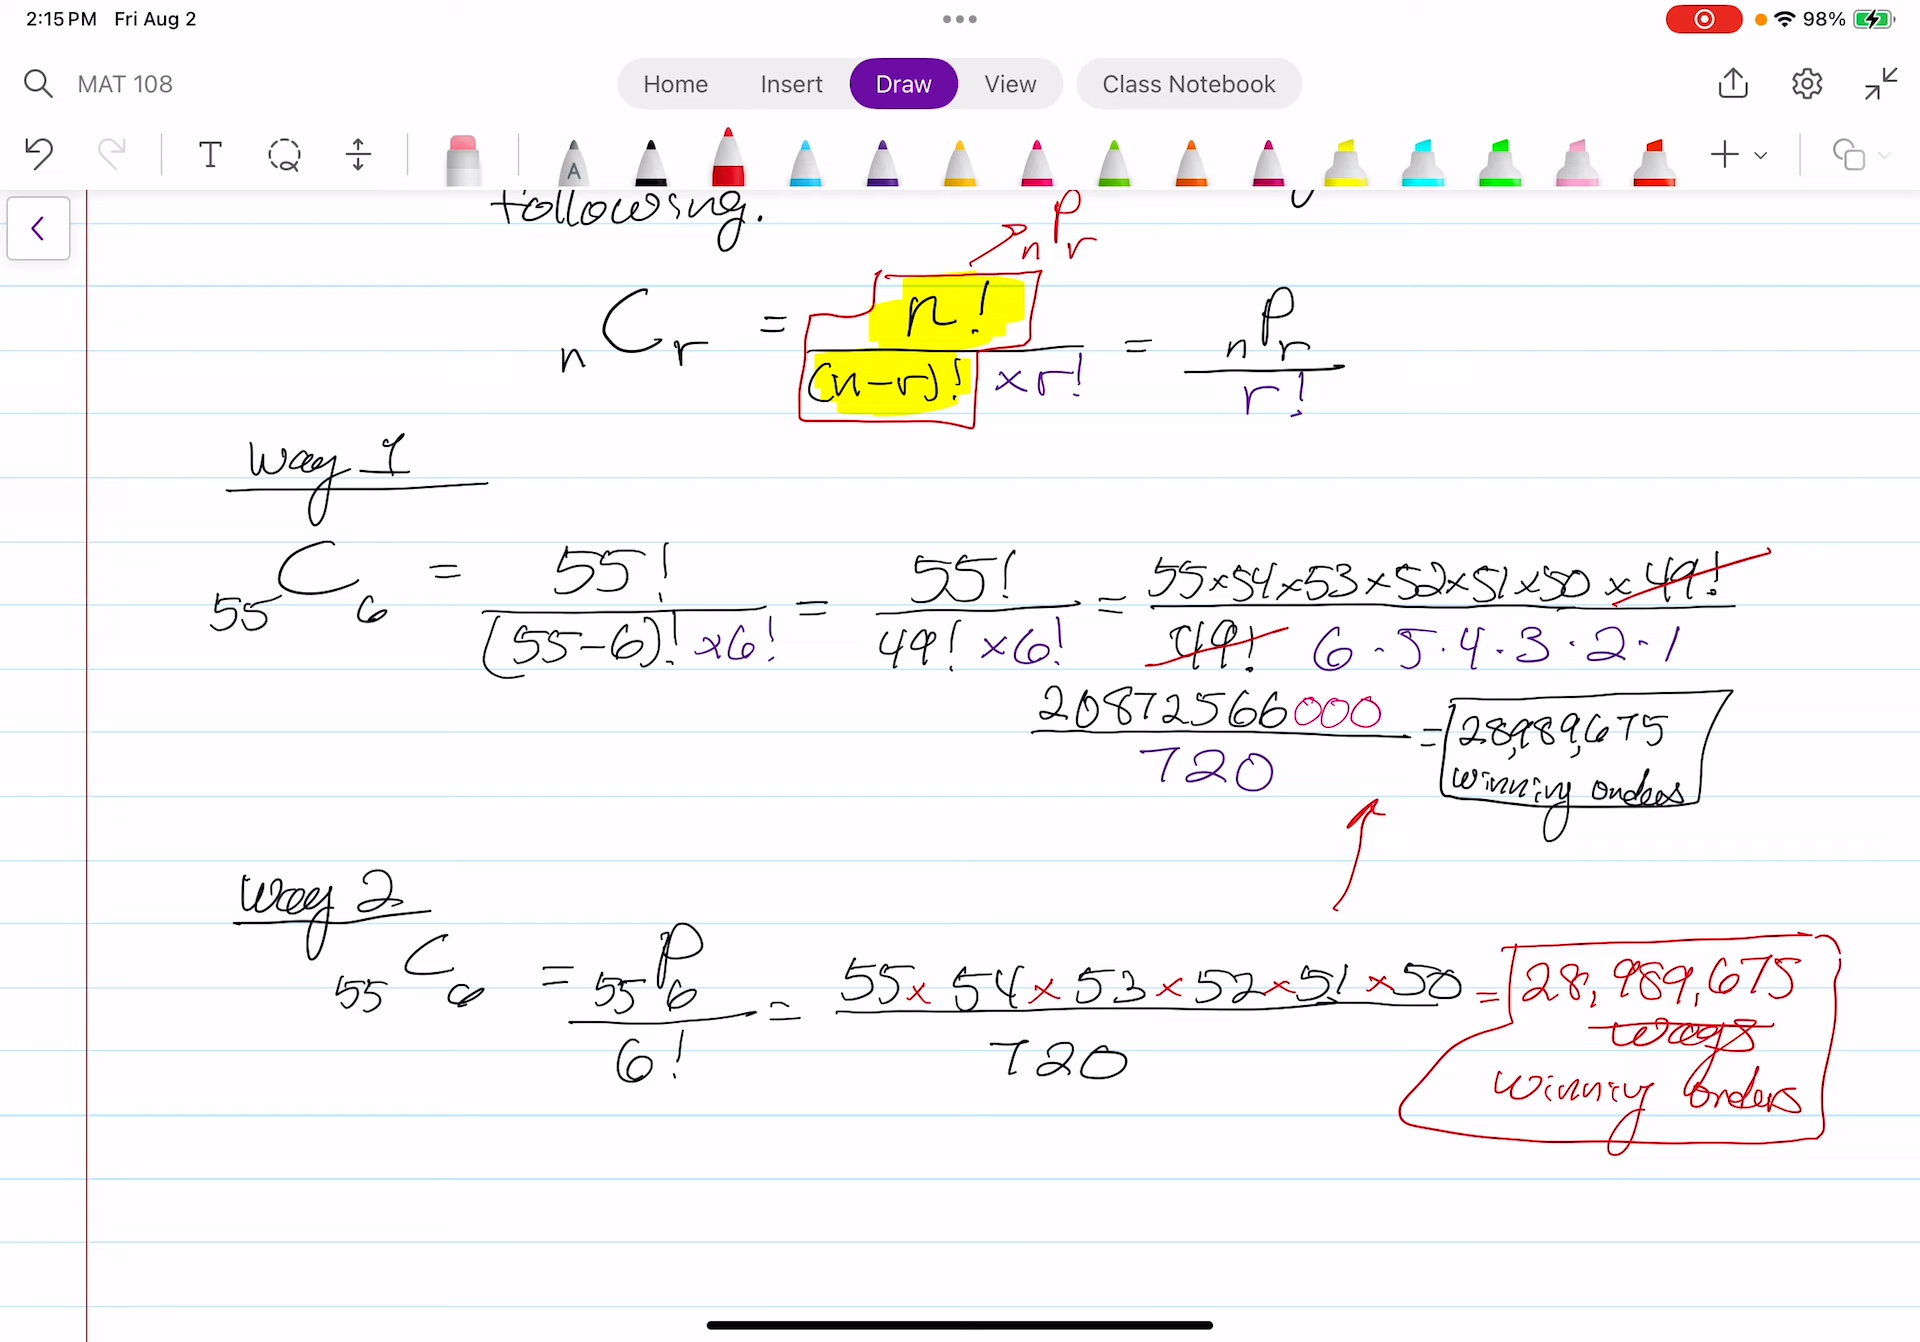 2:15 PM Fri Aug 2
98%
MAT 108
Home Insert Draw View Class Notebook
T
A
following.
nPr
nCr = n! / (n-r)! × r! = nPr / r!
Way 1
55C6 = 55! / (55-6)! ×6! = 55! / 49! ×6! = 55×54×53×52×51×50×49! / 49! 6·5·4·3·2·1
20872566000 / 720 = 28,989,675
winning orders
Way 2
55C6 = 55P6 / 6! = 55 × 54 × 53 × 52 × 51 × 50 / 720 = 28,989,675
ways
winning orders